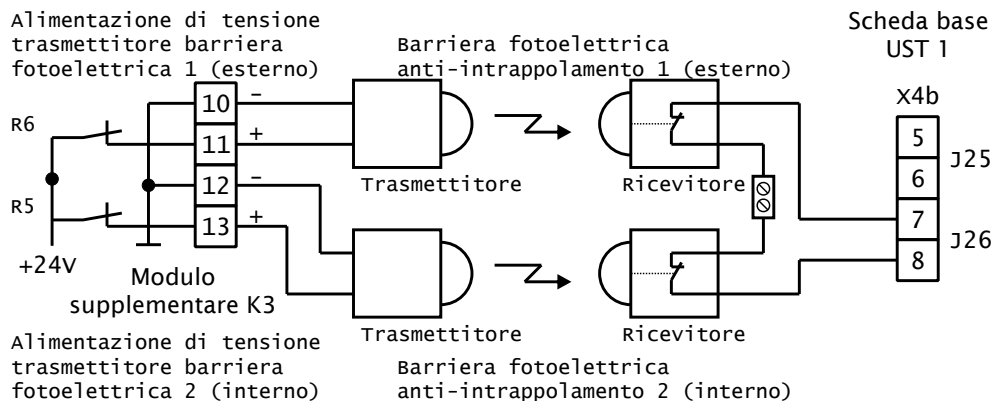 Alimentazione di tensione
trasmettitore barriera
fotoelettrica 1 (esterno)
Barriera fotoelettrica
anti-intrappolamento 1 (esterno)
Scheda base
UST 1
X4b
R6
10
-
11
+
12
-
13
+
R5
+24V
Modulo
supplementare K3
Trasmettitore
Ricevitore
Trasmettitore
Ricevitore
5
6
7
8
J25
J26
Alimentazione di tensione
trasmettitore barriera
fotoelettrica 2 (interno)
Barriera fotoelettrica
anti-intrappolamento 2 (interno)